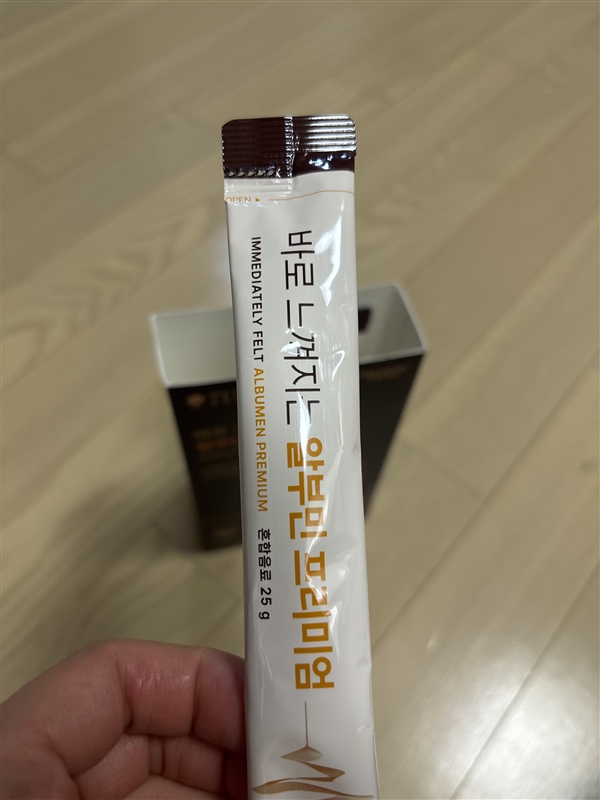 OPEN ▶
바로 느껴지는 알부민 프리미엄
IMMEDIATELY FELT ALBUMEN PREMIUM 혼합음료 25 g